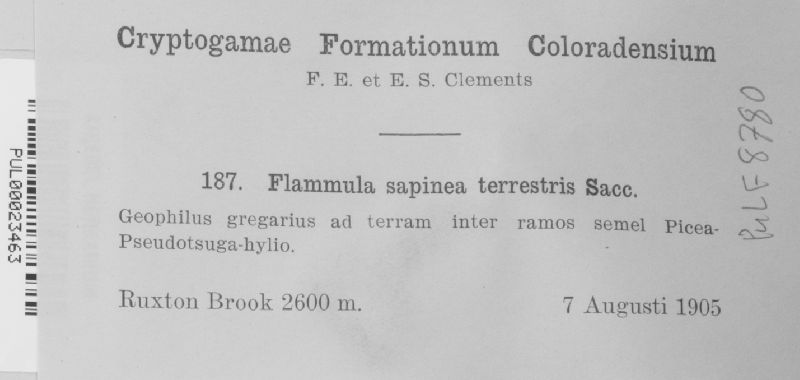 Cryptogamae Formationum Coloradensium
F. E. et E. S. Clements
187. Flammula sapinea terrestris Sacc.
Geophilus gregarius ad terram inter ramos semel Picea-
Pseudotsuga-hylio.
Ruxton Brook 2600 m.
7 Augusti 1905
PUL F 8780
PUL00023463